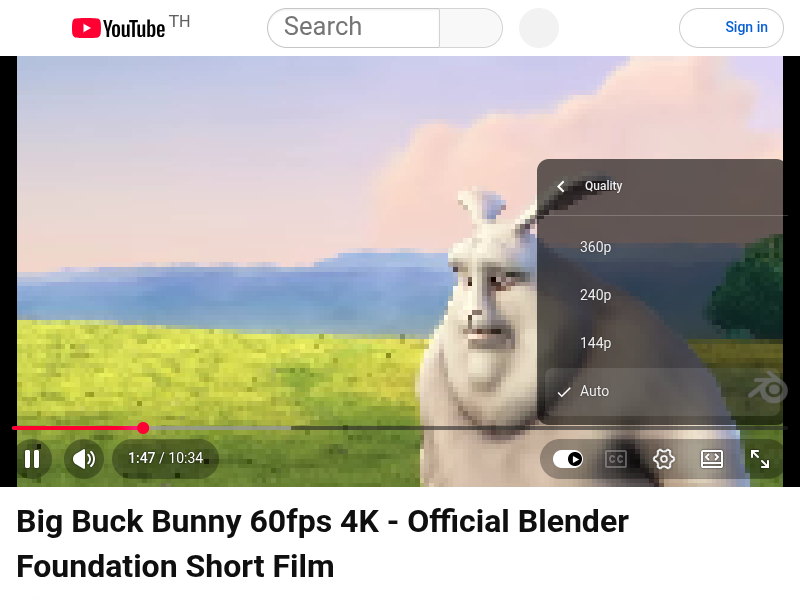 YouTube TH
Search
Sign in
Quality
360p
240p
144p
Auto
1:47 / 10:34
CC
Big Buck Bunny 60fps 4K - Official Blender
Foundation Short Film